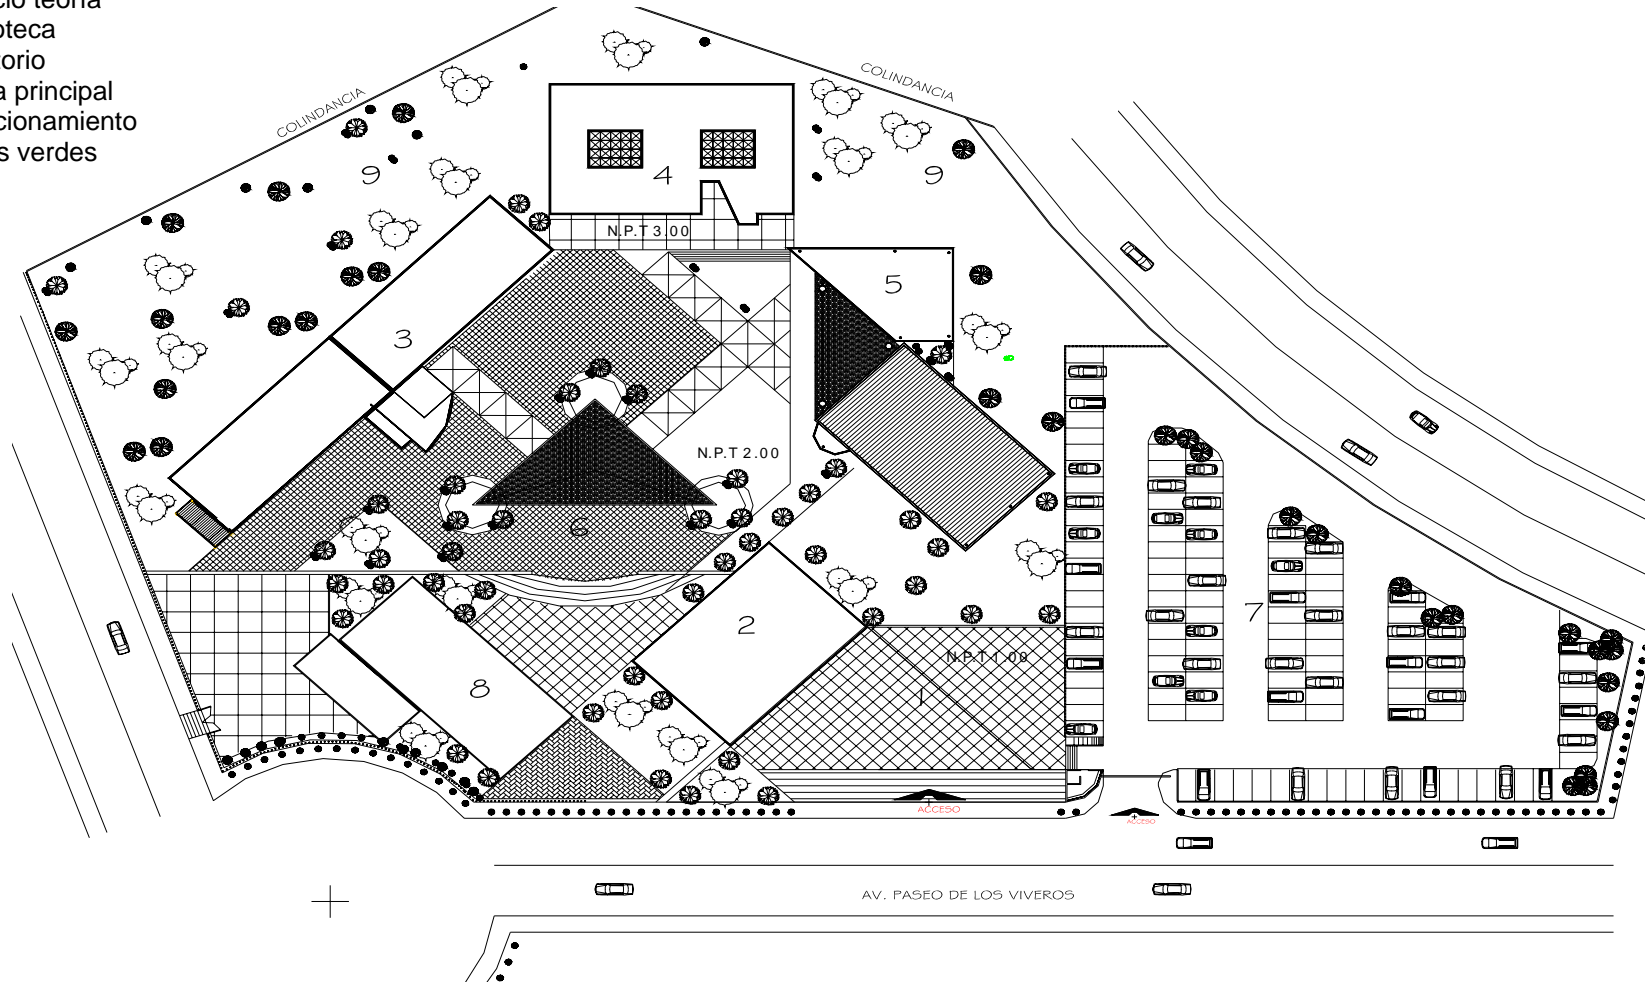 cio teoría
oteca
torio
a principal
cionamiento
s verdes
COLINDANCIA
COLINDANCIA
9
4
9
N.P.T 3.00
5
3
N.P.T 2.00
6
7
2
N.P.T 1.00
8
1
ACCESO
ACCESO
AV. PASEO DE LOS VIVEROS